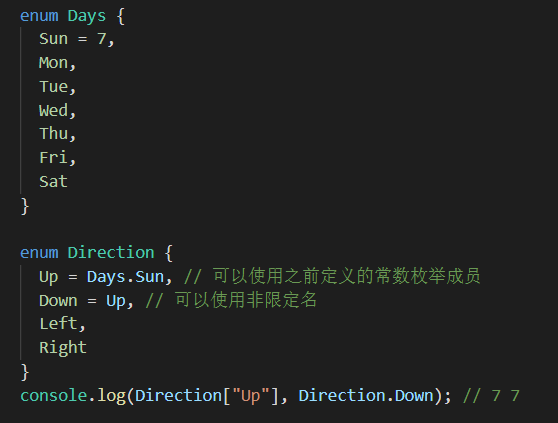 enum Days {
  Sun = 7,
  Mon,
  Tue,
  Wed,
  Thu,
  Fri,
  Sat
}

enum Direction {
  Up = Days.Sun, // 可以使用之前定义的常数枚举成员
  Down = Up, // 可以使用非限定名
  Left,
  Right
}
console.log(Direction["Up"], Direction.Down); // 7 7